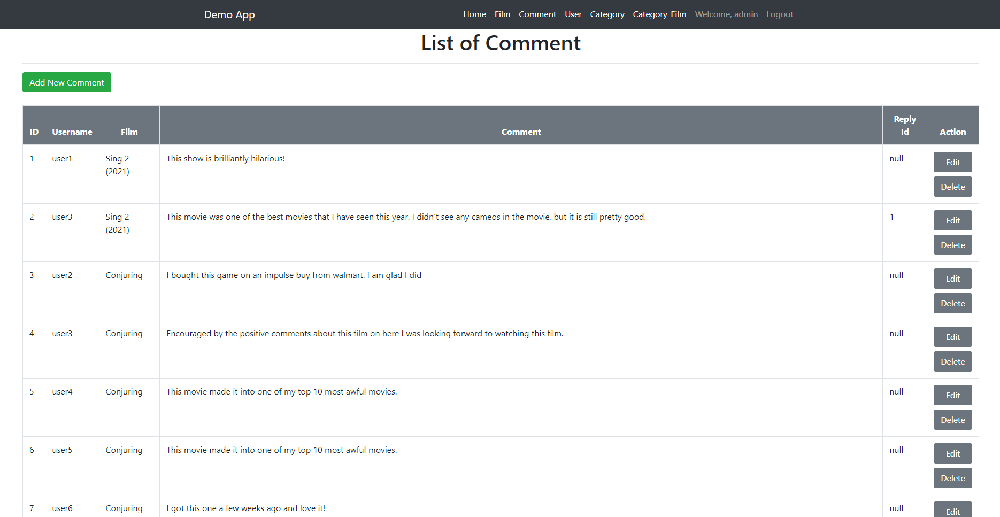 Demo App Home Film Comment User Category Category_Film Welcome, admin Logout
List of Comment
Add New Comment
ID Username Film Comment Reply Id Action
1 user1 Sing 2 (2021) This show is brilliantly hilarious! null Edit Delete
2 user3 Sing 2 (2021) This movie was one of the best movies that I have seen this year. I didn't see any cameos in the movie, but it is still pretty good. 1 Edit Delete
3 user2 Conjuring I bought this game on an impulse buy from walmart. I am glad I did null Edit Delete
4 user3 Conjuring Encouraged by the positive comments about this film on here I was looking forward to watching this film. null Edit Delete
5 user4 Conjuring This movie made it into one of my top 10 most awful movies. null Edit Delete
6 user5 Conjuring This movie made it into one of my top 10 most awful movies. null Edit Delete
7 user6 Conjuring I got this one a few weeks ago and love it! null Edit